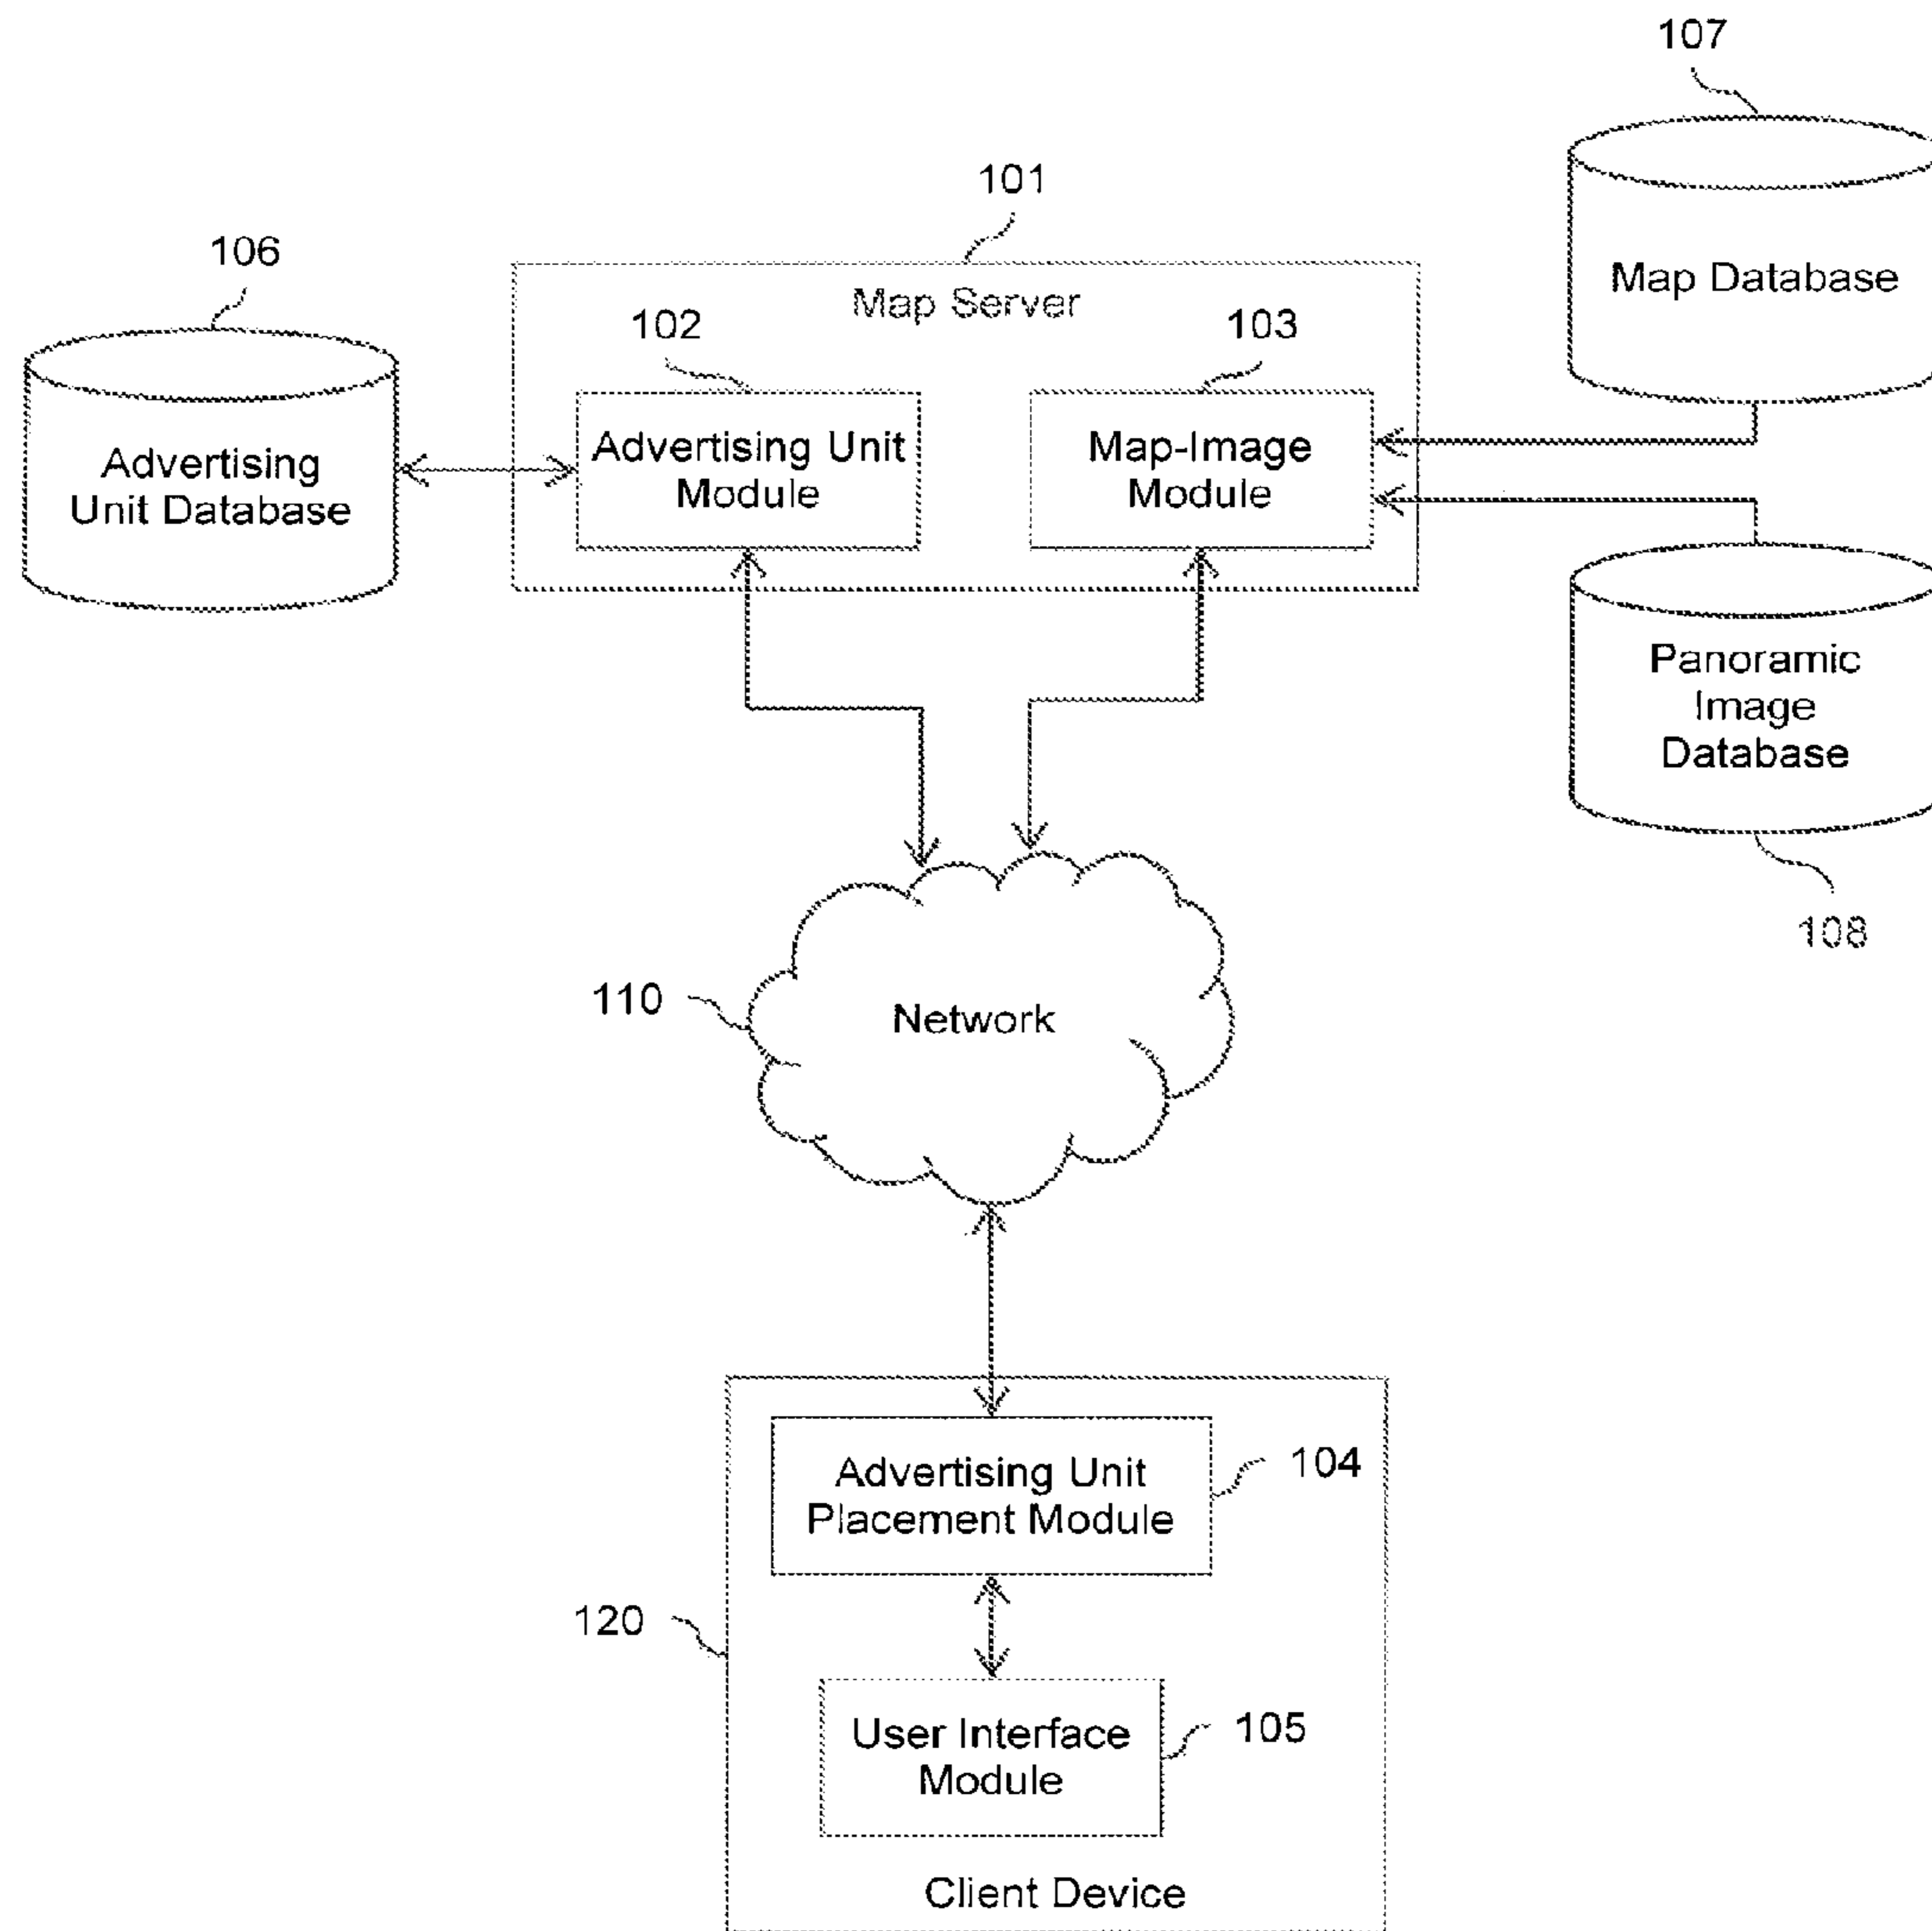 107
101
106
Map Server
Map Database
102
103
Advertising
Unit Database
Advertising Unit
Module
Map-Image
Module
Panoramic
Image
Database
108
110
Network
Advertising Unit
Placement Module
104
120
User Interface
Module
105
Client Device